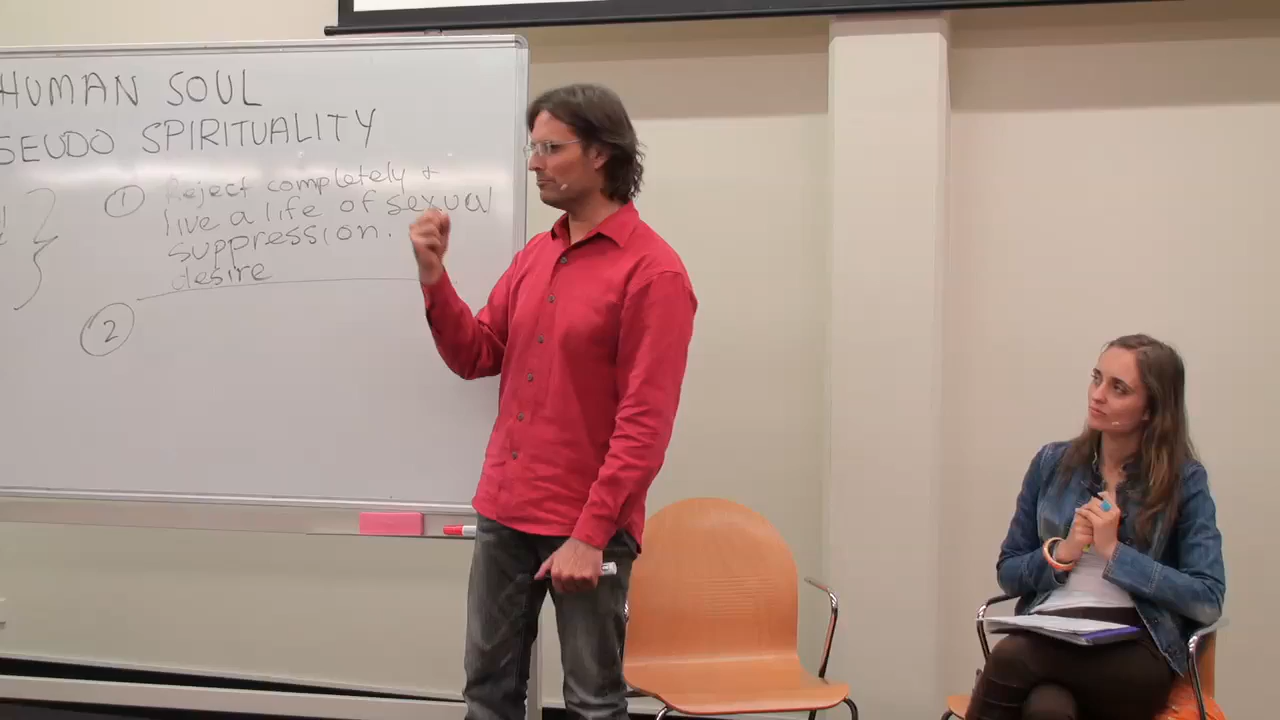 HUMAN SOUL
SEUDO SPIRITUALITY
① Reject completely +
live a life of sexual
suppression.
desire
②